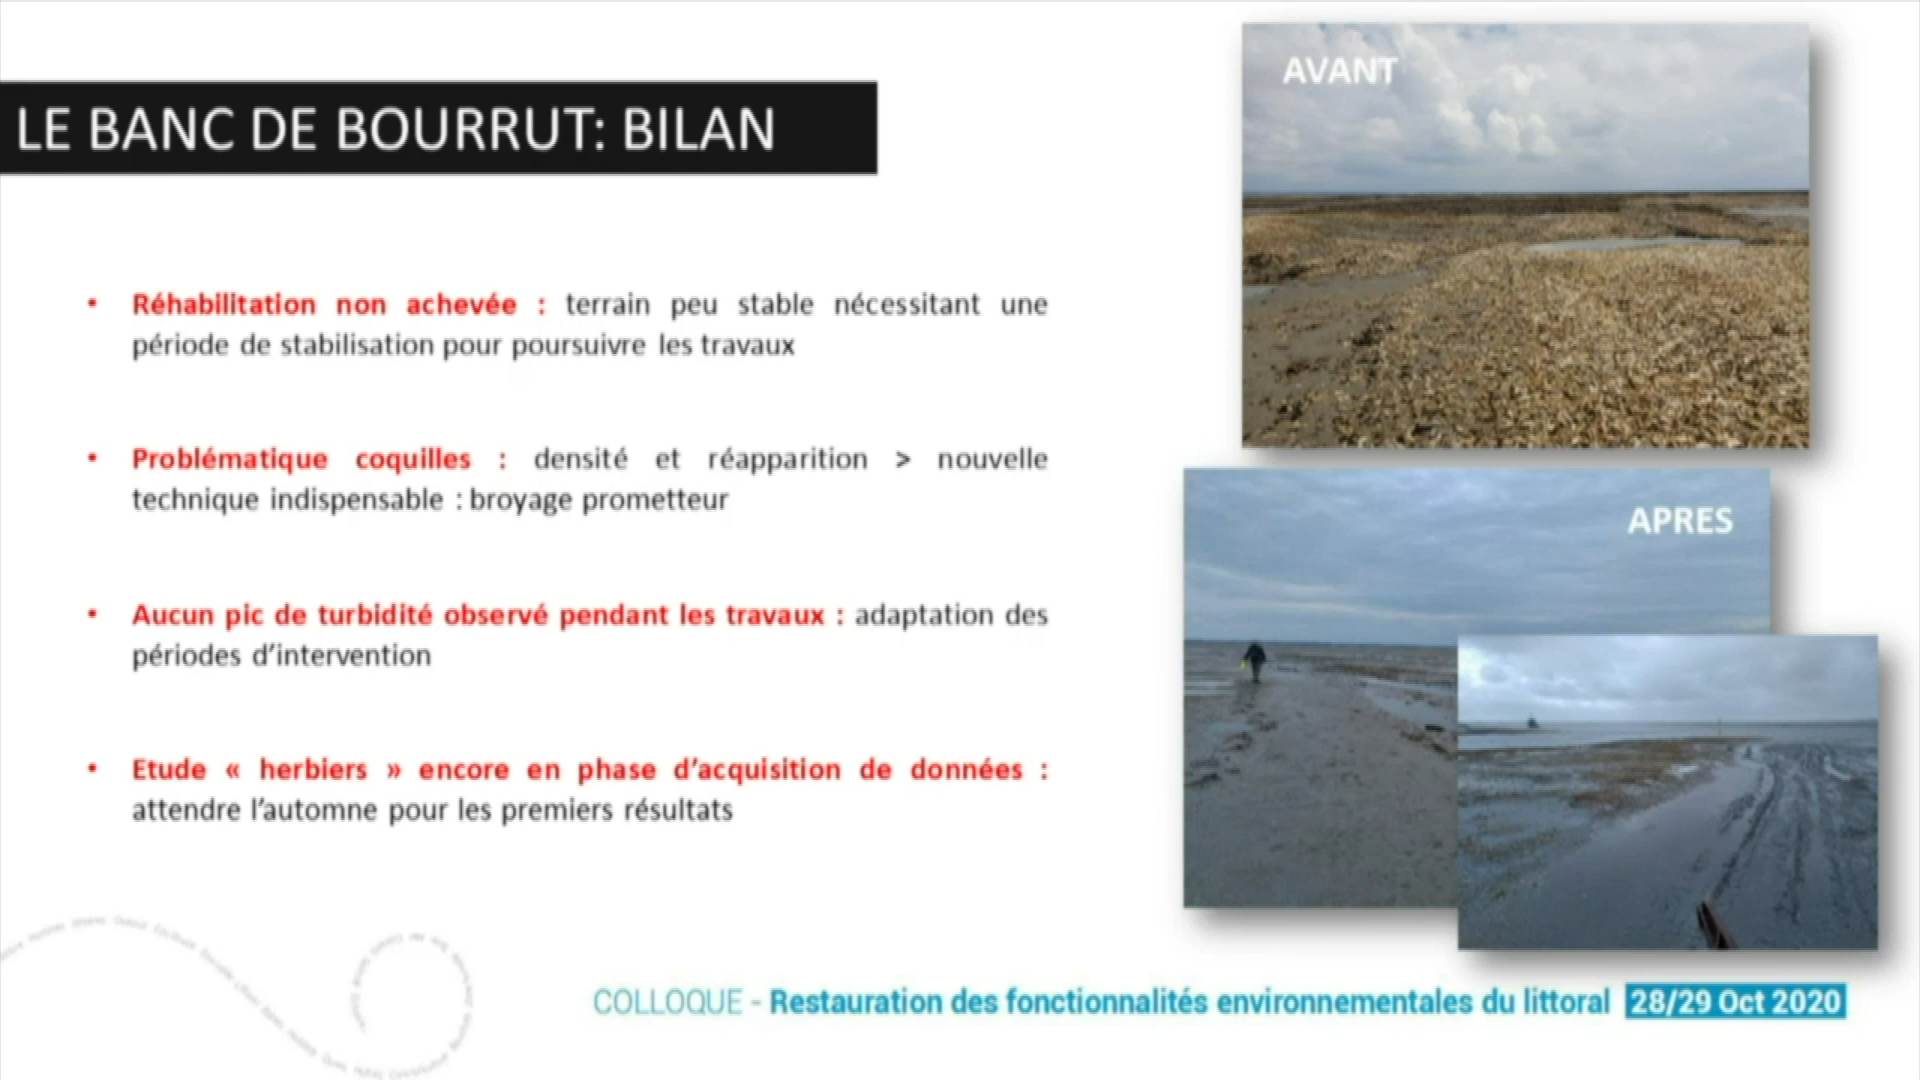 LE BANC DE BOURRUT: BILAN
AVANT
• Réhabilitation non achevée : terrain peu stable nécessitant une
période de stabilisation pour poursuivre les travaux
• Problématique coquilles : densité et réapparition > nouvelle
technique indispensable : broyage prometteur
APRES
• Aucun pic de turbidité observé pendant les travaux : adaptation des
périodes d'intervention
• Etude « herbiers » encore en phase d'acquisition de données :
attendre l'automne pour les premiers résultats
COLLOQUE - Restauration des fonctionnalités environnementales du littoral 28/29 Oct 2020